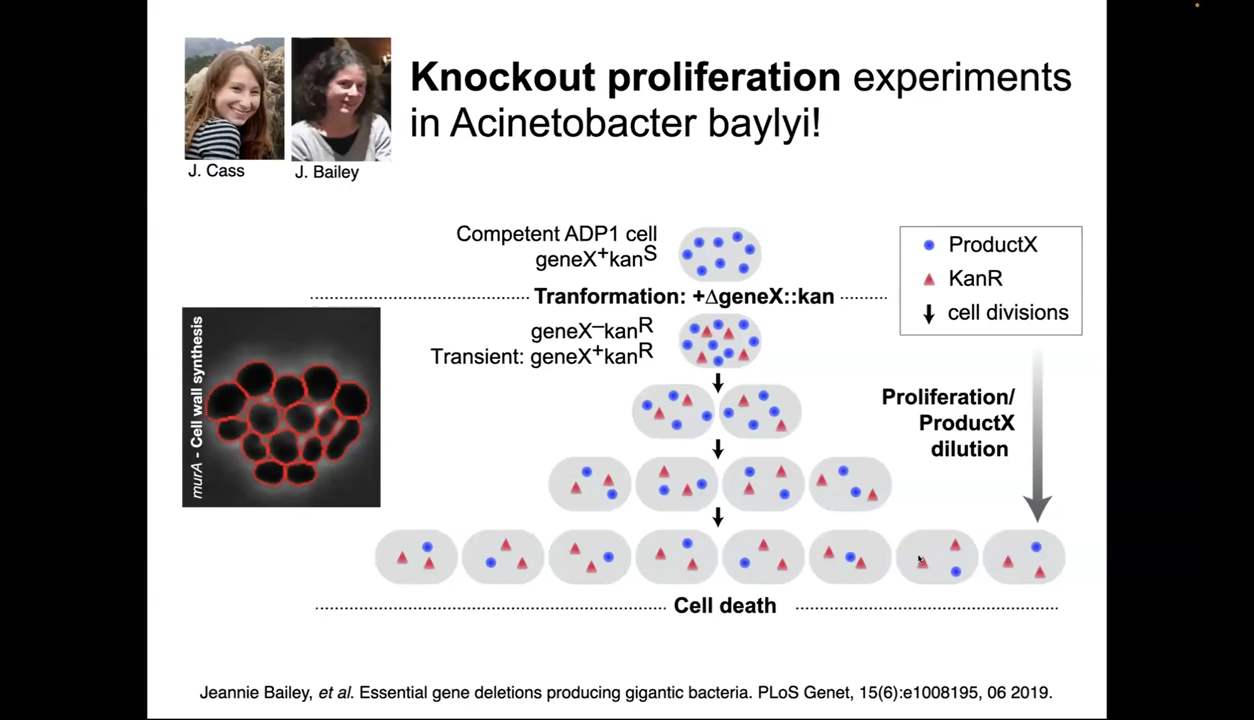 Knockout proliferation experiments
in Acinetobacter baylyi!
J. Cass
J. Bailey
Competent ADP1 cell
geneX+kanS
Tranformation: +ΔgeneX::kan
geneX–kanR
Transient: geneX+kanR
ProductX
KanR
cell divisions
murA - Cell wall synthesis
Proliferation/
ProductX
dilution
Cell death
Jeannie Bailey, et al. Essential gene deletions producing gigantic bacteria. PLoS Genet, 15(6):e1008195, 06 2019.